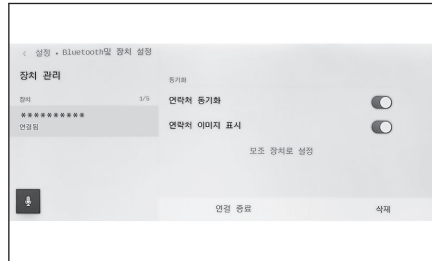 < 설정 • Bluetooth및 장치 설정
장치 관리
장치 1/5
**********
연결됨
동기화
연락처 동기화
연락처 이미지 표시
보조 장치로 설정
연결 종료
삭제